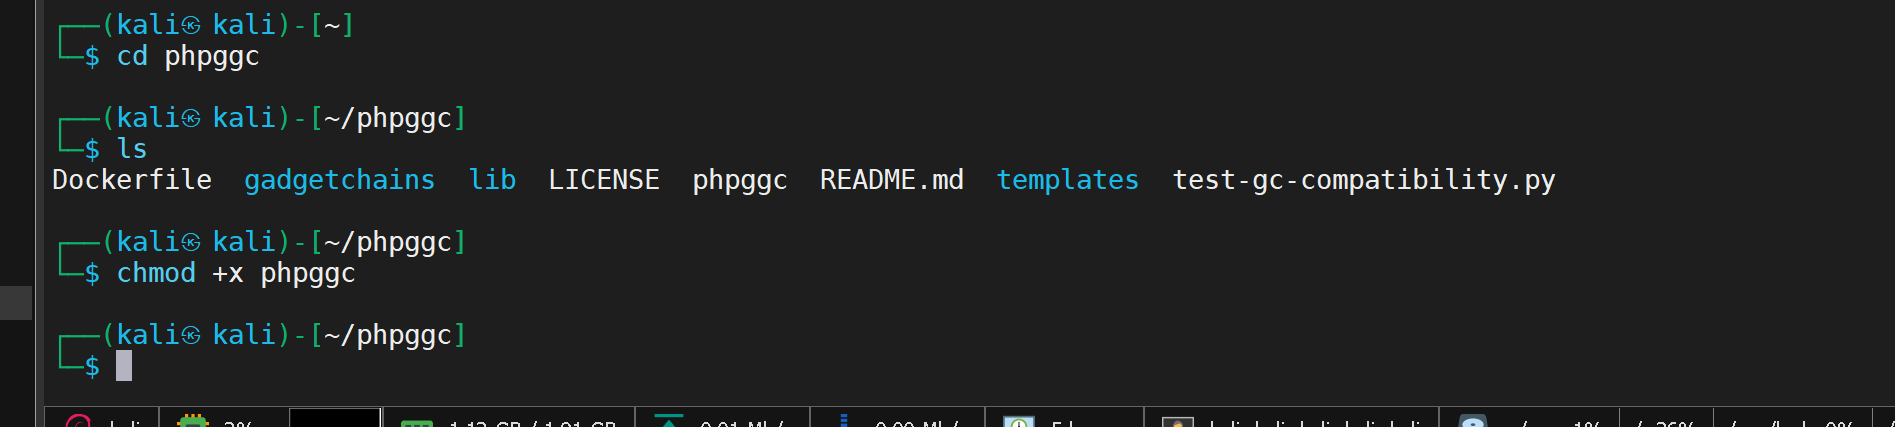 ┌──(kali㉿kali)-[~]
└─$ cd phpggc
┌──(kali㉿kali)-[~/phpggc]
└─$ ls
Dockerfile  gadgetchains  lib  LICENSE  phpggc  README.md  templates  test-gc-compatibility.py
┌──(kali㉿kali)-[~/phpggc]
└─$ chmod +x phpggc
┌──(kali㉿kali)-[~/phpggc]
└─$